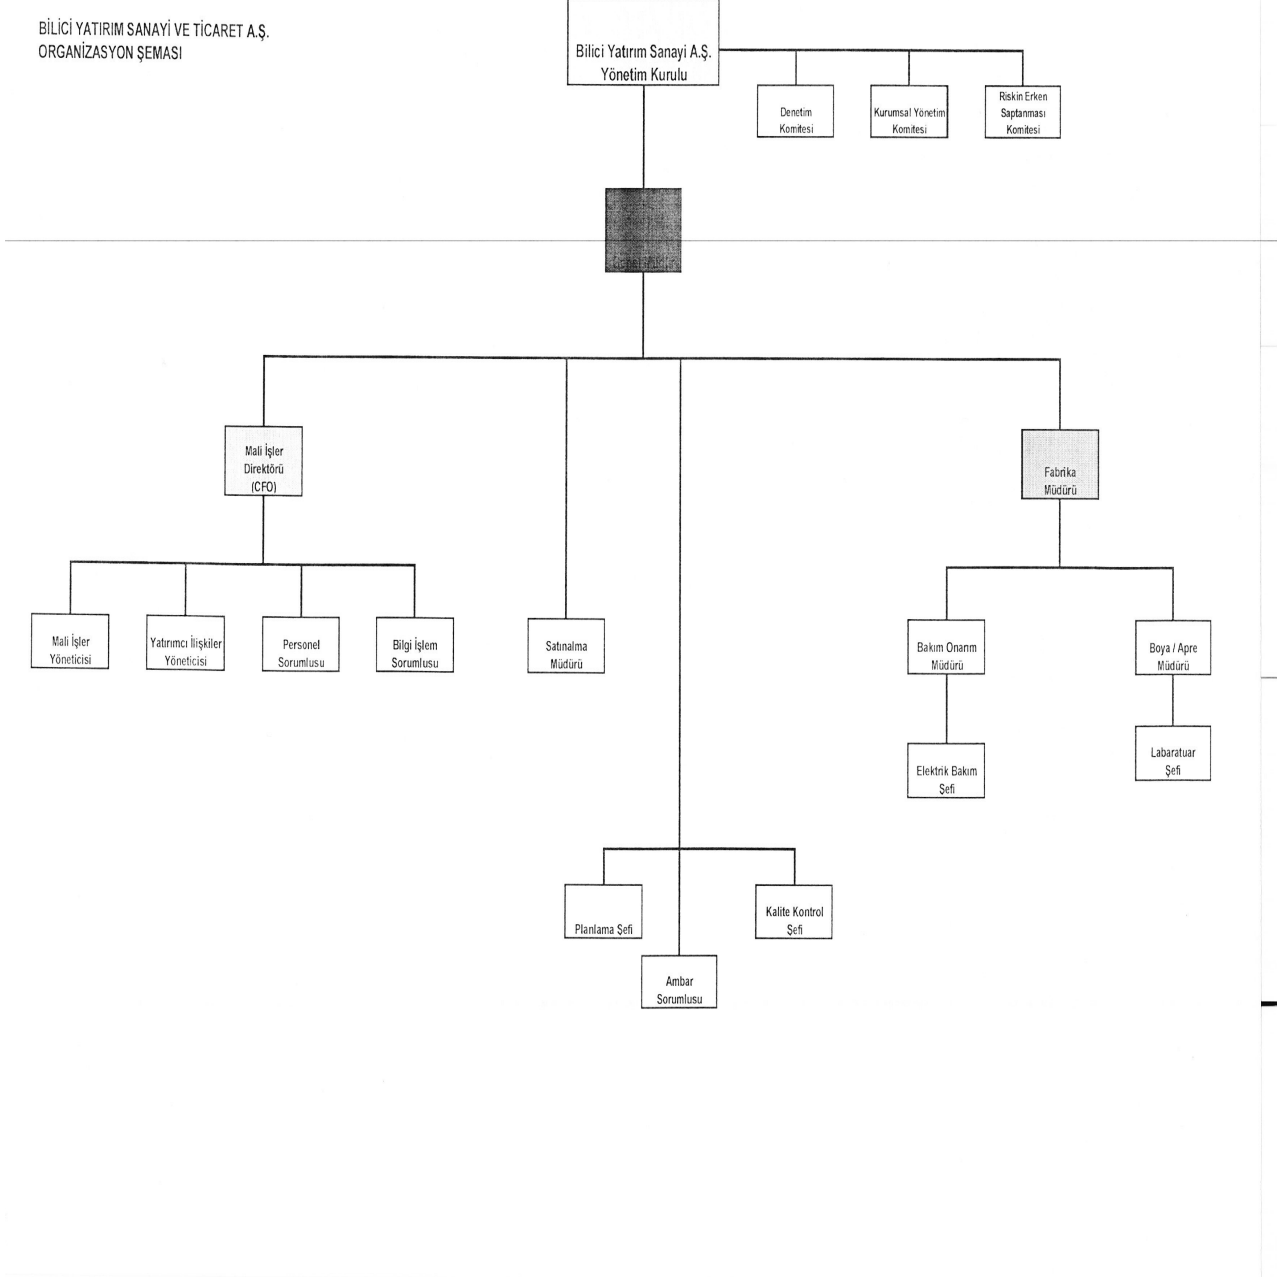 BİLİCİ YATIRIM SANAYİ VE TİCARET A.Ş.
ORGANİZASYON ŞEMASI
Bilici Yatırım Sanayi A.Ş.
Yönetim Kurulu
Denetim
Komitesi
Kurumsal Yönetim
Komitesi
Riskin Erken
Saptanması
Komitesi
Mali İşler
Direktörü
(CFO)
Fabrika
Müdürü
Mali İşler
Yöneticisi
Yatırımcı İlişkiler
Yöneticisi
Personel
Sorumlusu
Bilgi İşlem
Sorumlusu
Satınalma
Müdürü
Bakım Onarım
Müdürü
Boya / Apre
Müdürü
Elektrik Bakım
Şefi
Labaratuar
Şefi
Planlama Şefi
Kalite Kontrol
Şefi
Ambar
Sorumlusu